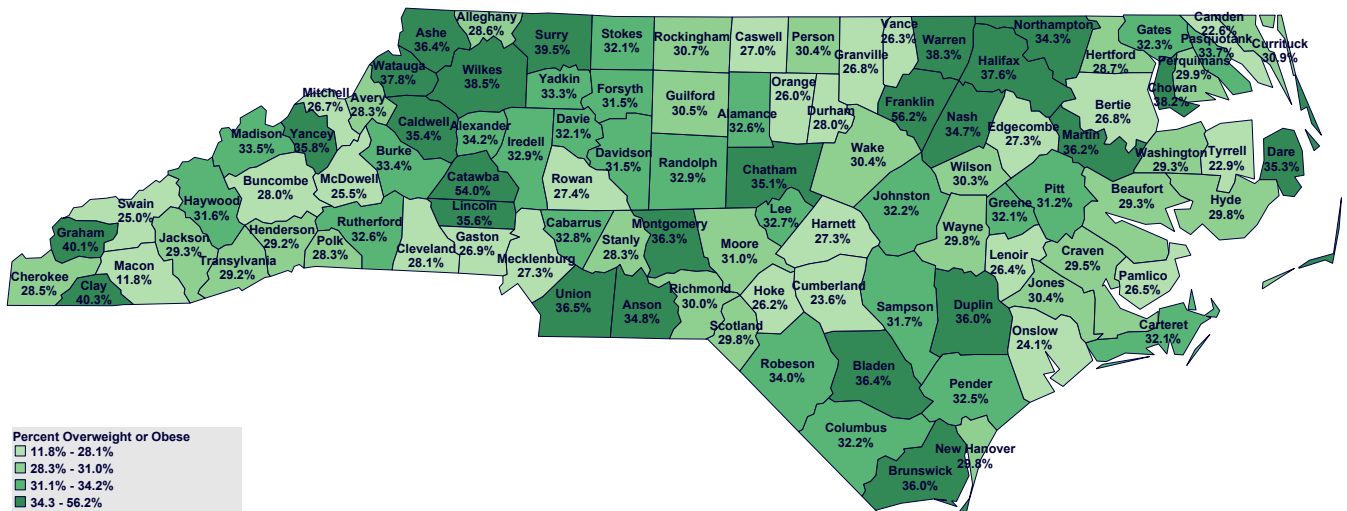 Alleghany
28.6%
Ashe
36.4%
Surry
39.5%
Stokes
32.1%
Rockingham
30.7%
Caswell
27.0%
Person
30.4%
Granville
26.8%
Vance
26.3%
Warren
38.3%
Northampton
34.3%
Halifax
37.6%
Hertford
28.7%
Gates
32.3%
Camden
22.6%
Pasquotank
33.7%
Currituck
30.9%
Perquimans
29.9%
Chowan
38.2%
Watauga
37.8%
Wilkes
38.5%
Yadkin
33.3%
Forsyth
31.5%
Guilford
30.5%
Alamance
32.6%
Orange
26.0%
Durham
28.0%
Franklin
56.2%
Nash
34.7%
Edgecombe
27.3%
Bertie
26.8%
Martin
36.2%
Mitchell
26.7%
Avery
28.3%
Caldwell
35.4%
Alexander
34.2%
Iredell
32.9%
Davie
32.1%
Davidson
31.5%
Randolph
32.9%
Chatham
35.1%
Wake
30.4%
Wilson
30.3%
Washington
29.3%
Tyrrell
22.9%
Dare
35.3%
Madison
33.5%
Yancey
35.8%
Burke
33.4%
Catawba
54.0%
Rowan
27.4%
Johnston
32.2%
Greene
32.1%
Pitt
31.2%
Beaufort
29.3%
Hyde
29.8%
Swain
25.0%
Haywood
31.6%
Buncombe
28.0%
McDowell
25.5%
Lincoln
35.6%
Graham
40.1%
Jackson
29.3%
Henderson
29.2%
Polk
28.3%
Rutherford
32.6%
Cleveland
28.1%
Gaston
26.9%
Mecklenburg
27.3%
Cabarrus
32.8%
Stanly
28.3%
Montgomery
36.3%
Moore
31.0%
Lee
32.7%
Harnett
27.3%
Wayne
29.8%
Lenoir
26.4%
Craven
29.5%
Pamlico
26.5%
Cherokee
28.5%
Clay
40.3%
Macon
11.8%
Transylvania
29.2%
Union
36.5%
Anson
34.8%
Richmond
30.0%
Scotland
29.8%
Hoke
26.2%
Cumberland
23.6%
Sampson
31.7%
Duplin
36.0%
Jones
30.4%
Onslow
24.1%
Carteret
32.1%
Robeson
34.0%
Bladen
36.4%
Pender
32.5%
Columbus
32.2%
New Hanover
29.8%
Brunswick
36.0%
Percent Overweight or Obese
11.8% - 28.1%
28.3% - 31.0%
31.1% - 34.2%
34.3 - 56.2%